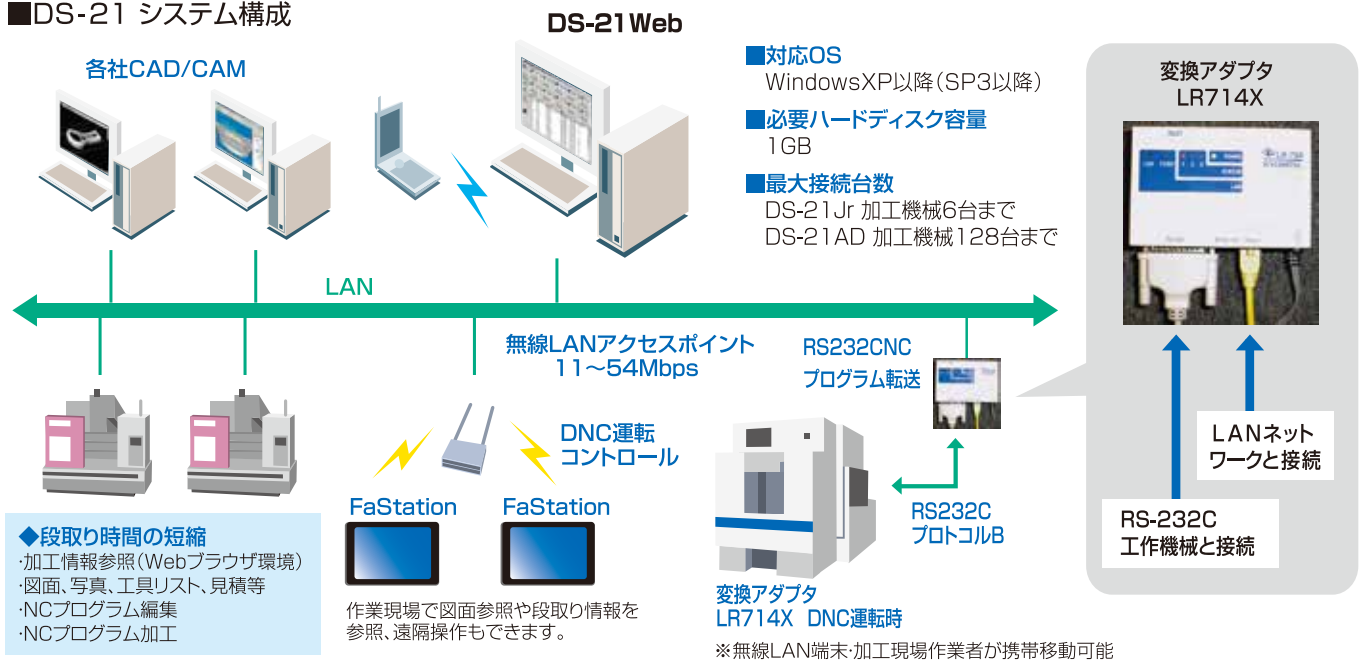 ■DS-21 システム構成
DS-21Web
各社CAD/CAM
■対応OS
WindowsXP以降(SP3以降)
■必要ハードディスク容量
1GB
■最大接続台数
DS-21Jr 加工機械6台まで
DS-21AD 加工機械128台まで
変換アダプタ
LR714X
LAN
無線LANアクセスポイント
11～54Mbps
RS232CNC
プログラム転送
DNC運転
コントロール
FaStation
FaStation
RS232C
プロトコルB
LANネット
ワークと接続
RS-232C
工作機械と接続
◆段取り時間の短縮
・加工情報参照(Webブラウザ環境)
・図面、写真、工具リスト、見積等
・NCプログラム編集
・NCプログラム加工
作業現場で図面参照や段取り情報を
参照、遠隔操作もできます。
変換アダプタ
LR714X DNC運転時
※無線LAN端末・加工現場作業者が携帯移動可能